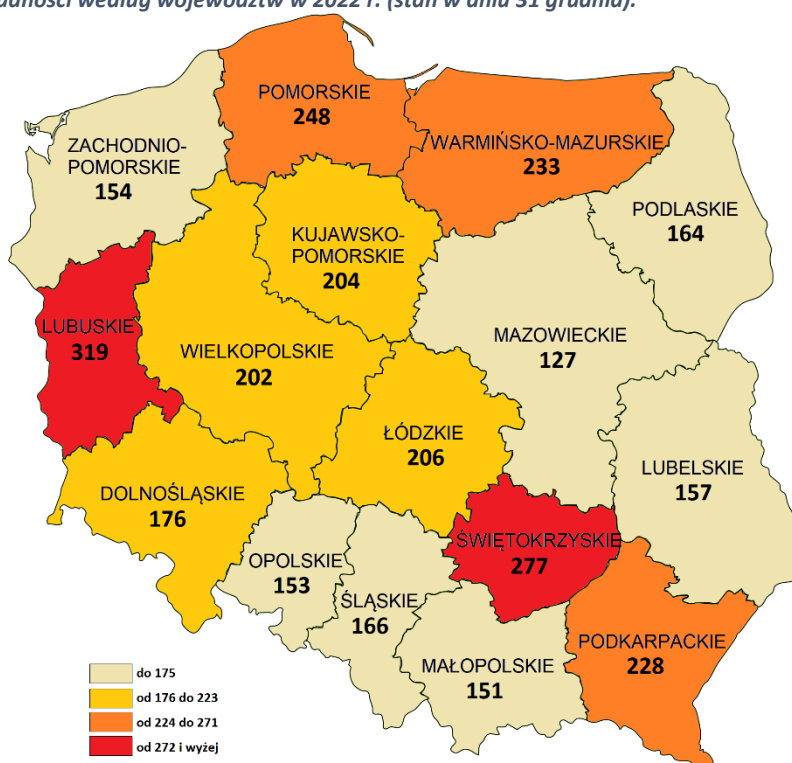 ludności według województw w 2022 r. (stan w dniu 31 grudnia).
POMORSKIE
248
WARMIŃSKO-MAZURSKIE
233
ZACHODNIO-
POMORSKIE
154
PODLASKIE
164
KUJAWSKO-
POMORSKIE
204
LUBUSKIE
319
WIELKOPOLSKIE
202
MAZOWIECKIE
127
ŁÓDZKIE
206
LUBELSKIE
157
DOLNOŚLĄSKIE
176
ŚWIĘTOKRZYSKIE
277
OPOLSKIE
153
ŚLĄSKIE
166
MAŁOPOLSKIE
151
PODKARPACKIE
228
do 175
od 176 do 223
od 224 do 271
od 272 i wyżej